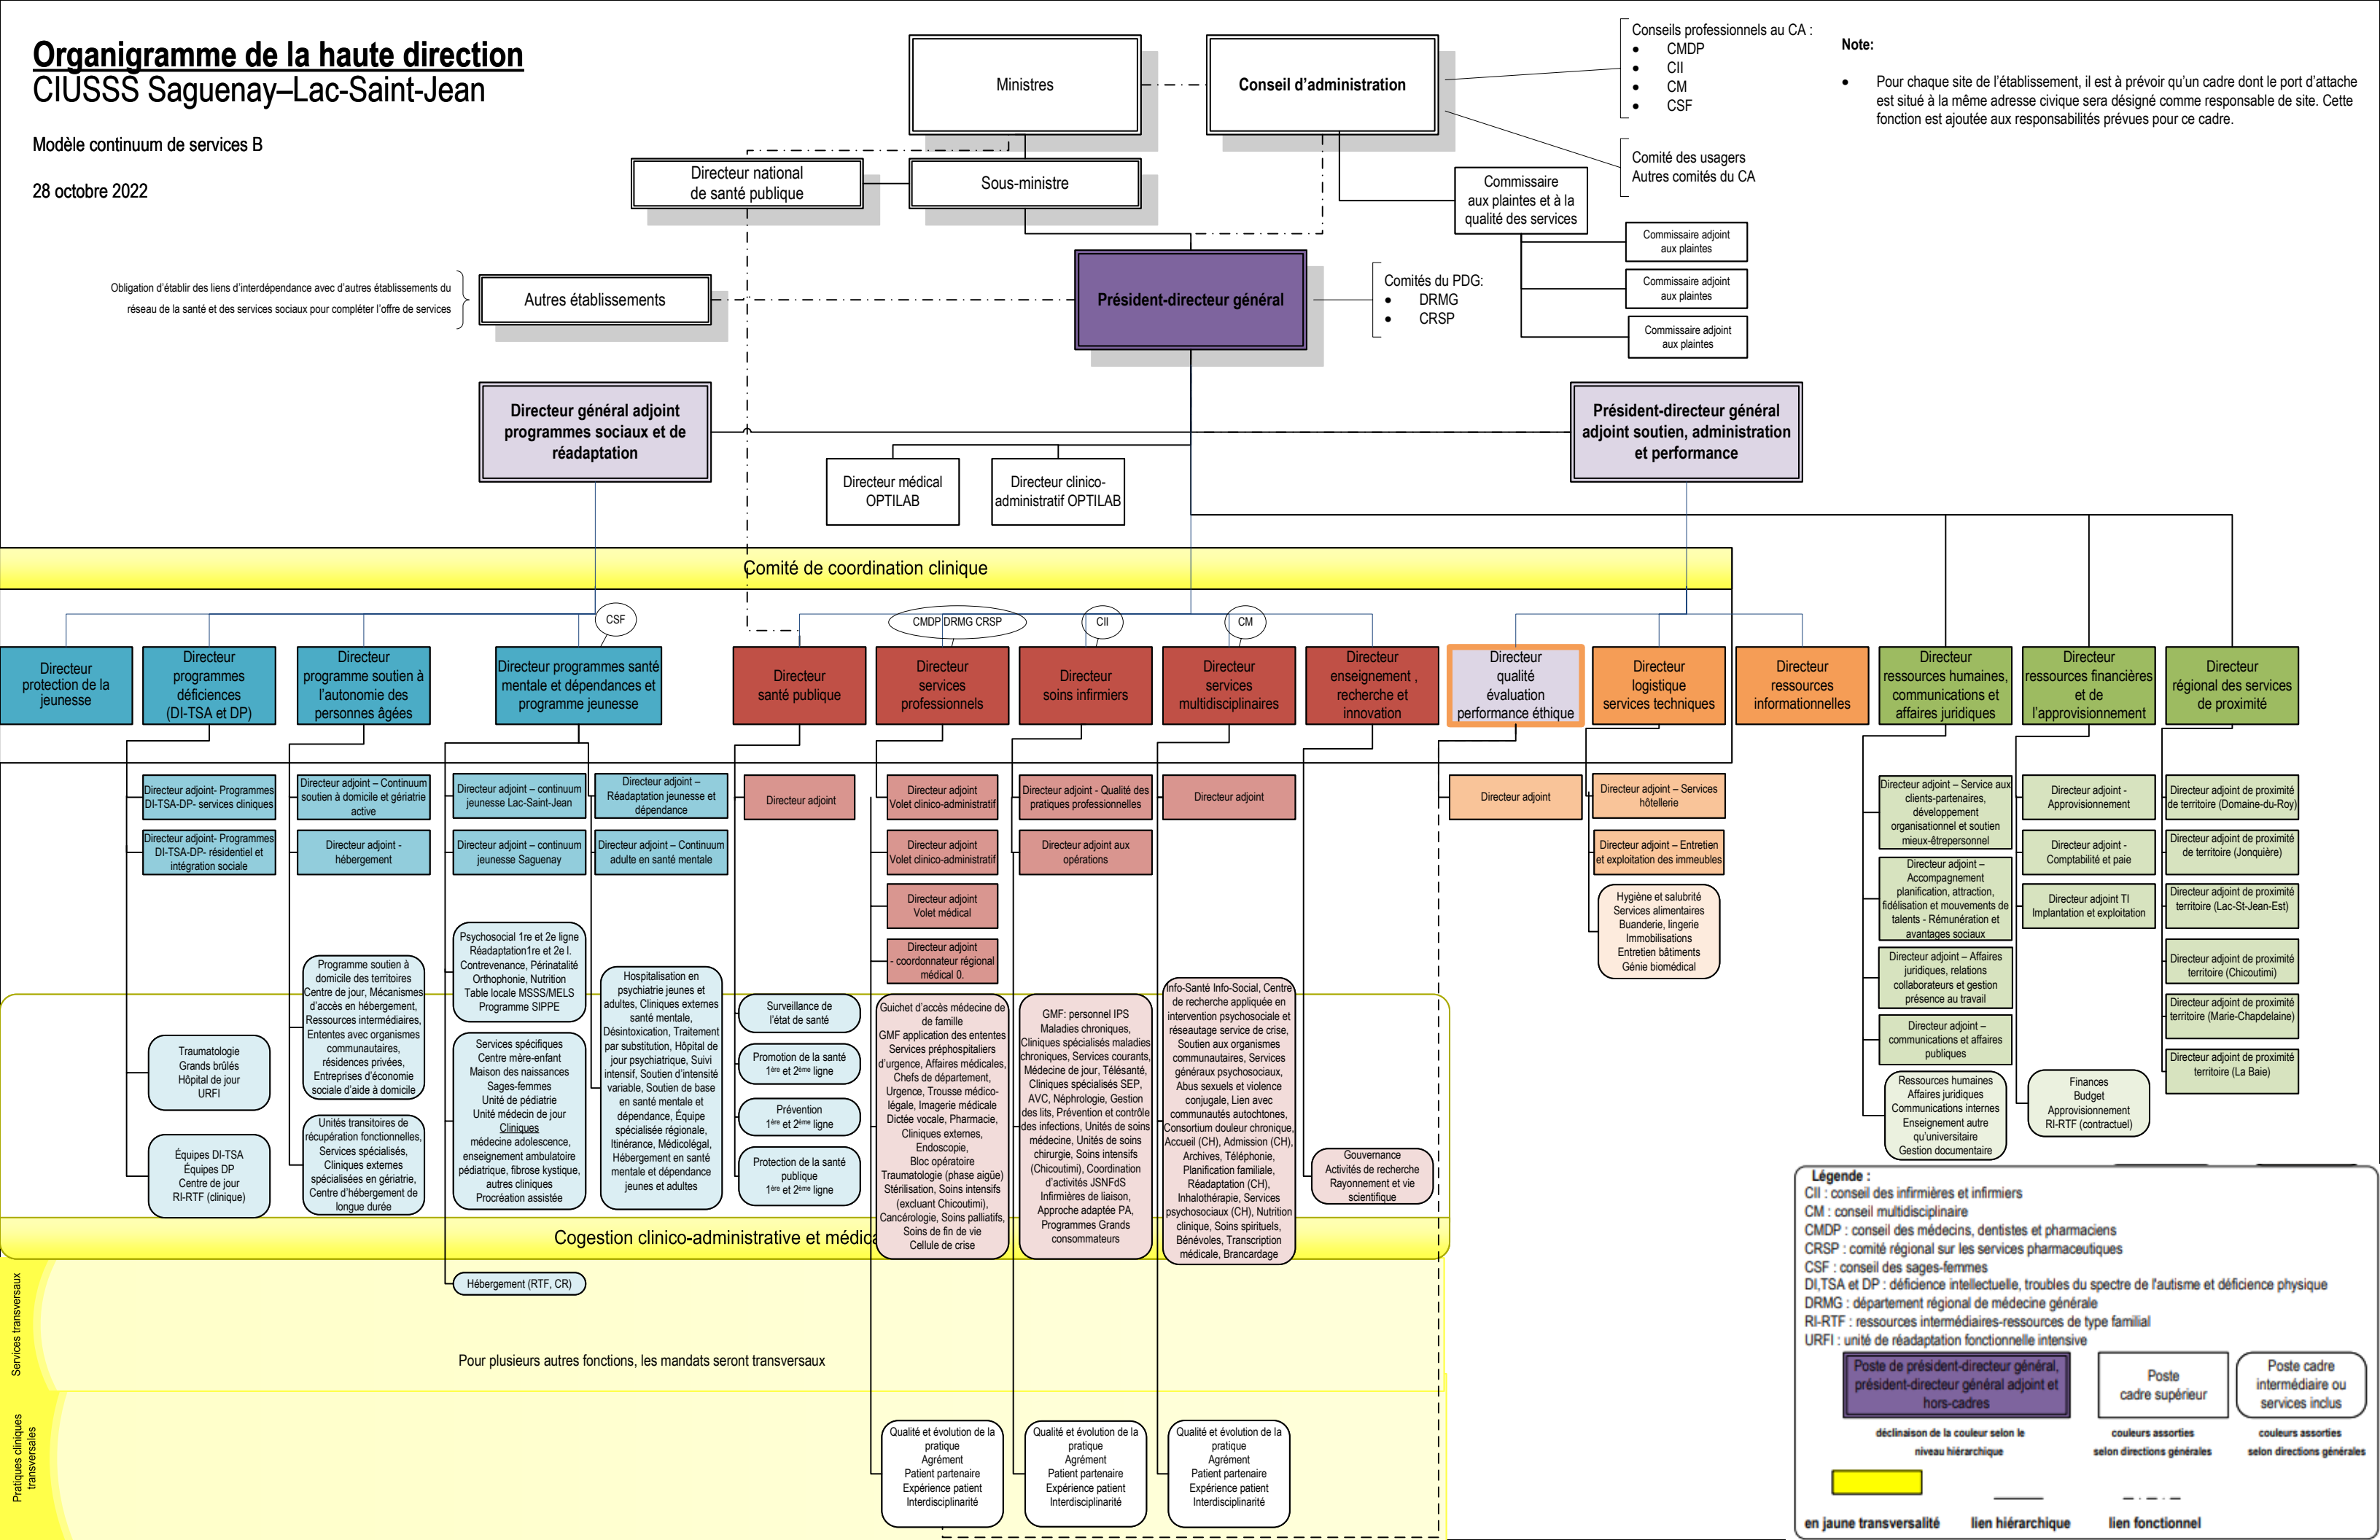 Organigramme de la haute direction
CIUSSS Saguenay–Lac-Saint-Jean
Modèle continuum de services B
28 octobre 2022
Ministres
Conseil d'administration
Conseils professionnels au CA :
• CMDP
• CII
• CM
• CSF
Comité des usagers
Autres comités du CA
Note:
• Pour chaque site de l'établissement, il est à prévoir qu'un cadre dont le port d'attache
est situé à la même adresse civique sera désigné comme responsable de site. Cette
fonction est ajoutée aux responsabilités prévues pour ce cadre.
Directeur national
de santé publique
Sous-ministre
Commissaire
aux plaintes et à la
qualité des services
Commissaire adjoint
aux plaintes
Commissaire adjoint
aux plaintes
Commissaire adjoint
aux plaintes
Obligation d'établir des liens d'interdépendance avec d'autres établissements du
réseau de la santé et des services sociaux pour compléter l'offre de services
Autres établissements
Président-directeur général
Comités du PDG:
• DRMG
• CRSP
Directeur général adjoint
programmes sociaux et de
réadaptation
Président-directeur général
adjoint soutien, administration
et performance
Directeur médical
OPTILAB
Directeur clinico-
administratif OPTILAB
Comité de coordination clinique
CSF
CMDP DRMG CRSP
CII
CM
Directeur
protection de la
jeunesse
Directeur
programmes
déficiences
(DI-TSA et DP)
Directeur
programme soutien à
l'autonomie des
personnes âgées
Directeur programmes santé
mentale et dépendances et
programme jeunesse
Directeur
santé publique
Directeur
services
professionnels
Directeur
soins infirmiers
Directeur
services
multidisciplinaires
Directeur
enseignement ,
recherche et
innovation
Directeur
qualité
évaluation
performance éthique
Directeur
logistique
services techniques
Directeur
ressources
informationnelles
Directeur
ressources humaines,
communications et
affaires juridiques
Directeur
ressources financières
et de
l'approvisionnement
Directeur
régional des services
de proximité
Directeur adjoint- Programmes
DI-TSA-DP- services cliniques
Directeur adjoint- Programmes
DI-TSA-DP- résidentiel et
intégration sociale
Traumatologie
Grands brûlés
Hôpital de jour
URFI
Équipes DI-TSA
Équipes DP
Centre de jour
RI-RTF (clinique)
Directeur adjoint – Continuum
soutien à domicile et gériatrie
active
Directeur adjoint -
hébergement
Programme soutien à
domicile des territoires
Centre de jour, Mécanismes
d'accès en hébergement,
Ressources intermédiaires,
Ententes avec organismes
communautaires,
résidences privées,
Entreprises d'économie
sociale d'aide à domicile
Unités transitoires de
récupération fonctionnelles,
Services spécialisés,
Cliniques externes
spécialisées en gériatrie,
Centre d'hébergement de
longue durée
Directeur adjoint – continuum
jeunesse Lac-Saint-Jean
Directeur adjoint – continuum
jeunesse Saguenay
Psychosocial 1re et 2e ligne
Réadaptation1re et 2e l.
Contrevenance, Périnatalité
Orthophonie, Nutrition
Table locale MSSS/MELS
Programme SIPPE
Services spécifiques
Centre mère-enfant
Maison des naissances
Sages-femmes
Unité de pédiatrie
Unité médecin de jour
Cliniques
médecine adolescence,
enseignement ambulatoire
pédiatrique, fibrose kystique,
autres cliniques
Procréation assistée
Hébergement (RTF, CR)
Directeur adjoint –
Réadaptation jeunesse et
dépendance
Directeur adjoint – Continuum
adulte en santé mentale
Hospitalisation en
psychiatrie jeunes et
adultes, Cliniques externes
santé mentale,
Désintoxication, Traitement
par substitution, Hôpital de
jour psychiatrique, Suivi
intensif, Soutien d'intensité
variable, Soutien de base
en santé mentale et
dépendance, Équipe
spécialisée régionale,
Itinérance, Médicolégal,
Hébergement en santé
mentale et dépendance
jeunes et adultes
Directeur adjoint
Surveillance de
l'état de santé
Promotion de la santé
1ère et 2ème ligne
Prévention
1ère et 2ème ligne
Protection de la santé
publique
1ère et 2ème ligne
Directeur adjoint
Volet clinico-administratif
Directeur adjoint
Volet clinico-administratif
Directeur adjoint
Volet médical
Directeur adjoint
- coordonnateur régional
médical 0.
Guichet d'accès médecine de
de famille
GMF application des ententes
Services préhospitaliers
d'urgence, Affaires médicales,
Chefs de département,
Urgence, Trousse médico-
légale, Imagerie médicale
Dictée vocale, Pharmacie,
Cliniques externes,
Endoscopie,
Bloc opératoire
Traumatologie (phase aigüe)
Stérilisation, Soins intensifs
(excluant Chicoutimi),
Cancérologie, Soins palliatifs,
Soins de fin de vie
Cellule de crise
Directeur adjoint - Qualité des
pratiques professionnelles
Directeur adjoint aux
opérations
GMF: personnel IPS
Maladies chroniques,
Cliniques spécialisés maladies
chroniques, Services courants,
Médecine de jour, Télésanté,
Cliniques spécialisés SEP,
AVC, Néphrologie, Gestion
des lits, Prévention et contrôle
des infections, Unités de soins
médecine, Unités de soins
chirurgie, Soins intensifs
(Chicoutimi), Coordination
d'activités JSNFdS
Infirmières de liaison,
Approche adaptée PA,
Programmes Grands
consommateurs
Directeur adjoint
Info-Santé Info-Social, Centre
de recherche appliquée en
intervention psychosociale et
réseautage service de crise,
Soutien aux organismes
communautaires, Services
généraux psychosociaux,
Abus sexuels et violence
conjugale, Lien avec
communautés autochtones,
Consortium douleur chronique,
Accueil (CH), Admission (CH),
Archives, Téléphonie,
Planification familiale,
Réadaptation (CH),
Inhalothérapie, Services
psychosociaux (CH), Nutrition
clinique, Soins spirituels,
Bénévoles, Transcription
médicale, Brancardage
Gouvernance
Activités de recherche
Rayonnement et vie
scientifique
Directeur adjoint
Directeur adjoint – Services
hôtellerie
Directeur adjoint – Entretien
et exploitation des immeubles
Hygiène et salubrité
Services alimentaires
Buanderie, lingerie
Immobilisations
Entretien bâtiments
Génie biomédical
Directeur adjoint – Service aux
clients-partenaires,
développement
organisationnel et soutien
mieux-êtrepersonnel
Directeur adjoint –
Accompagnement
planification, attraction,
fidélisation et mouvements de
talents - Rémunération et
avantages sociaux
Directeur adjoint – Affaires
juridiques, relations
collaborateurs et gestion
présence au travail
Directeur adjoint –
communications et affaires
publiques
Ressources humaines
Affaires juridiques
Communications internes
Enseignement autre
qu'universitaire
Gestion documentaire
Directeur adjoint -
Approvisionnement
Directeur adjoint -
Comptabilité et paie
Directeur adjoint TI
Implantation et exploitation
Finances
Budget
Approvisionnement
RI-RTF (contractuel)
Directeur adjoint de proximité
de territoire (Domaine-du-Roy)
Directeur adjoint de proximité
de territoire (Jonquière)
Directeur adjoint de proximité
territoire (Lac-St-Jean-Est)
Directeur adjoint de proximité
territoire (Chicoutimi)
Directeur adjoint de proximité
territoire (Marie-Chapdelaine)
Directeur adjoint de proximité
territoire (La Baie)
Cogestion clinico-administrative et médica
Services transversaux
Pour plusieurs autres fonctions, les mandats seront transversaux
Pratiques cliniques
transversales
Qualité et évolution de la
pratique
Agrément
Patient partenaire
Expérience patient
Interdisciplinarité
Qualité et évolution de la
pratique
Agrément
Patient partenaire
Expérience patient
Interdisciplinarité
Qualité et évolution de la
pratique
Agrément
Patient partenaire
Expérience patient
Interdisciplinarité
Légende :
CII : conseil des infirmières et infirmiers
CM : conseil multidisciplinaire
CMDP : conseil des médecins, dentistes et pharmaciens
CRSP : comité régional sur les services pharmaceutiques
CSF : conseil des sages-femmes
DI,TSA et DP : déficience intellectuelle, troubles du spectre de l'autisme et déficience physique
DRMG : département régional de médecine générale
RI-RTF : ressources intermédiaires-ressources de type familial
URFI : unité de réadaptation fonctionnelle intensive
Poste de président-directeur général,
président-directeur général adjoint et
hors-cadres
Poste
cadre supérieur
Poste cadre
intermédiaire ou
services inclus
déclinaison de la couleur selon le
niveau hiérarchique
couleurs assorties
selon directions générales
couleurs assorties
selon directions générales
en jaune transversalité
lien hiérarchique
lien fonctionnel